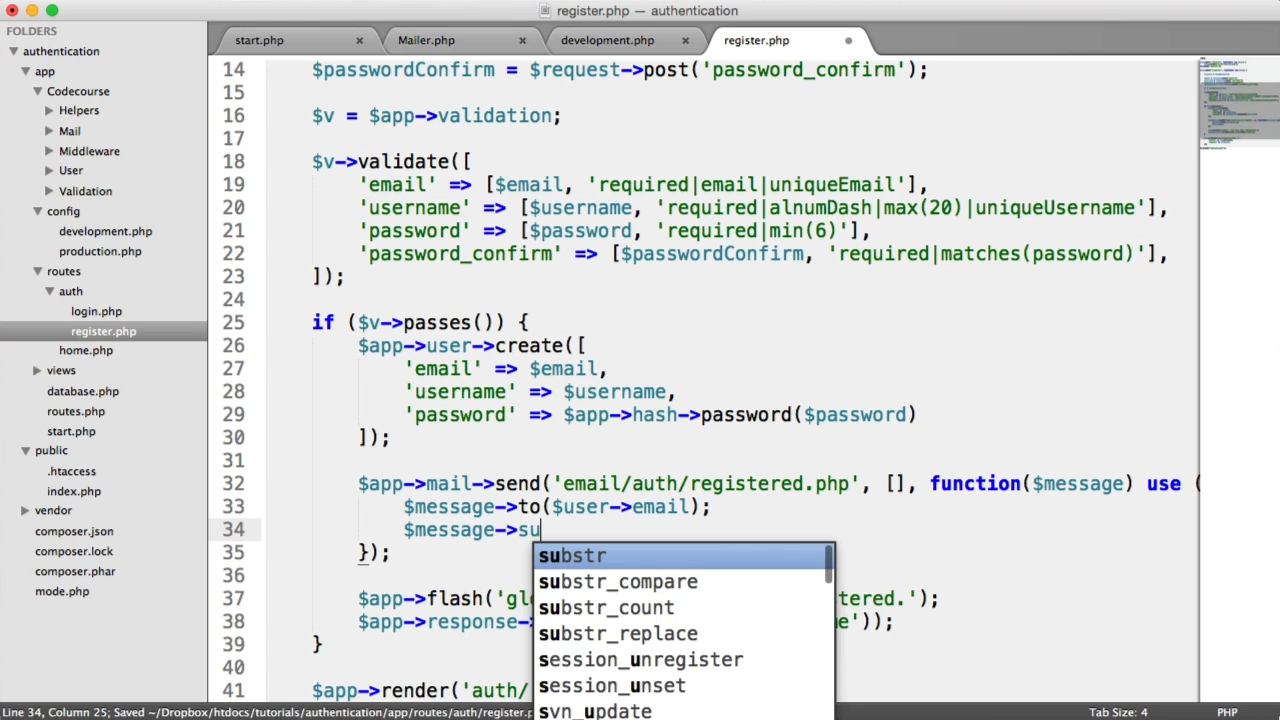 register.php — authentication
FOLDERS
authentication
app
Codecourse
Helpers
Mail
Middleware
User
Validation
config
development.php
production.php
routes
auth
login.php
register.php
home.php
views
database.php
routes.php
start.php
public
.htaccess
index.php
vendor
composer.json
composer.lock
composer.phar
mode.php
start.php × Mailer.php × development.php × register.php
14 $passwordConfirm = $request->post('password_confirm');
15
16 $v = $app->validation;
17
18 $v->validate([
19 'email' => [$email, 'required|email|uniqueEmail'],
20 'username' => [$username, 'required|alnumDash|max(20)|uniqueUsername'],
21 'password' => [$password, 'required|min(6)'],
22 'password_confirm' => [$passwordConfirm, 'required|matches(password)'],
23 ]);
24
25 if ($v->passes()) {
26 $app->user->create([
27 'email' => $email,
28 'username' => $username,
29 'password' => $app->hash->password($password)
30 ]);
31
32 $app->mail->send('email/auth/registered.php', [], function($message) use (
33 $message->to($user->email);
34 $message->su
35 });
36
37 $app->flash('gl tered.');
38 $app->response- e'));
39 }
40
41 $app->render('auth/
substr
substr_compare
substr_count
substr_replace
session_unregister
session_unset
svn_update
Line 34, Column 25; Saved ~/Dropbox/htdocs/tutorials/authentication/app/routes/auth/register.p Tab Size: 4 PHP